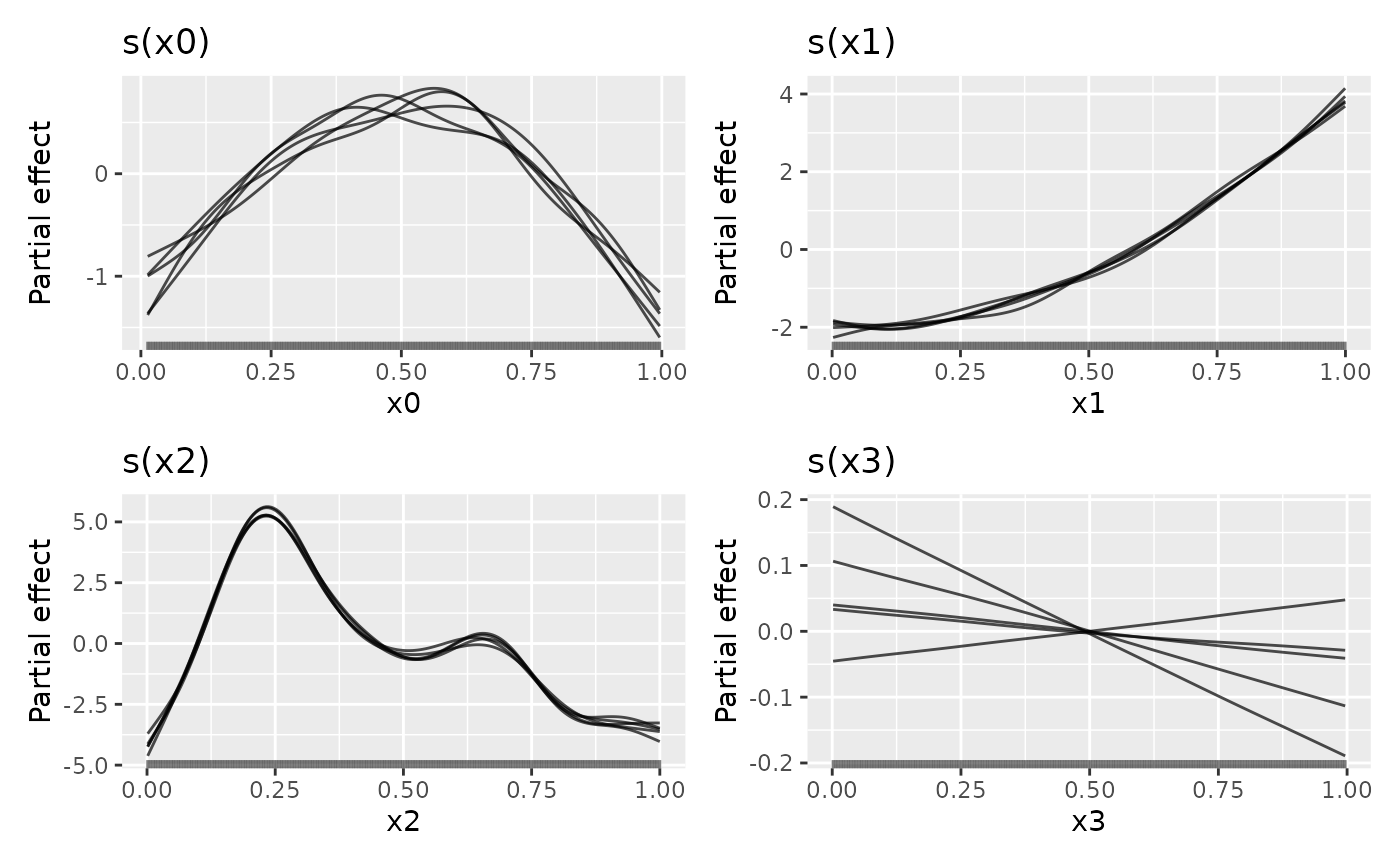 s(x0)
Partial effect
0
-1
0.00 0.25 0.50 0.75 1.00
x0
s(x1)
Partial effect
4
2
0
-2
0.00 0.25 0.50 0.75 1.00
x1
s(x2)
Partial effect
5.0
2.5
0.0
-2.5
-5.0
0.00 0.25 0.50 0.75 1.00
x2
s(x3)
Partial effect
0.2
0.1
0.0
-0.1
-0.2
0.00 0.25 0.50 0.75 1.00
x3